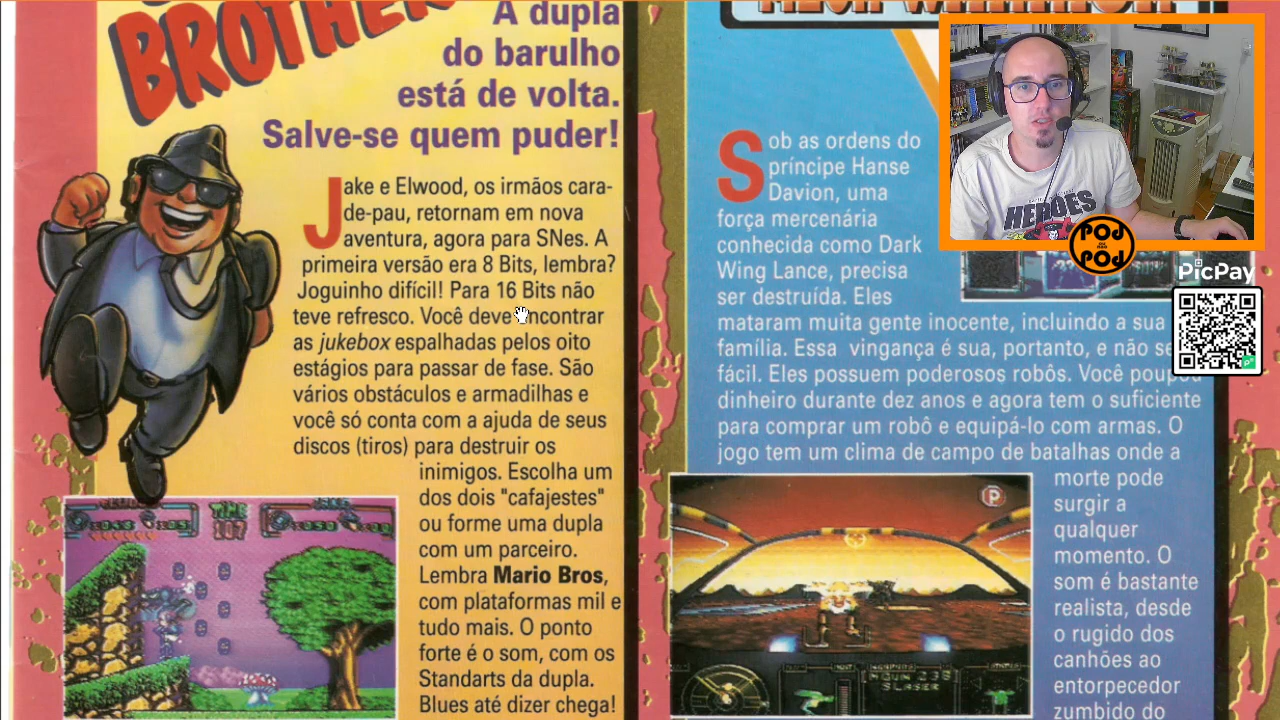 BROTHERS
A dupla
do barulho
está de volta.
Salve-se quem puder!
Jake e Elwood, os irmãos cara-
de-pau, retornam em nova
aventura, agora para SNes. A
primeira versão era 8 Bits, lembra?
Joguinho difícil! Para 16 Bits não
teve refresco. Você deve encontrar
as jukebox espalhadas pelos oito
estágios para passar de fase. São
vários obstáculos e armadilhas e
você só conta com a ajuda de seus
discos (tiros) para destruir os
inimigos. Escolha um
dos dois "cafajestes"
ou forme uma dupla
com um parceiro.
Lembra Mario Bros,
com plataformas mil e
tudo mais. O ponto
forte é o som, com os
Standarts da dupla.
Blues até dizer chega!
TIME
107
Sob as ordens do
príncipe Hanse
Davion, uma
força mercenária
conhecida como Dark
Wing Lance, precisa
ser destruída. Eles
mataram muita gente inocente, incluindo a sua
família. Essa vingança é sua, portanto, e não se
fácil. Eles possuem poderosos robôs. Você poupou
dinheiro durante dez anos e agora tem o suficiente
para comprar um robô e equipá-lo com armas. O
jogo tem um clima de campo de batalhas onde a
morte pode
surgir a
qualquer
momento. O
som é bastante
realista, desde
o rugido dos
canhões ao
entorpecedor
zumbido do
P
HEROES
POD
POD
PicPay